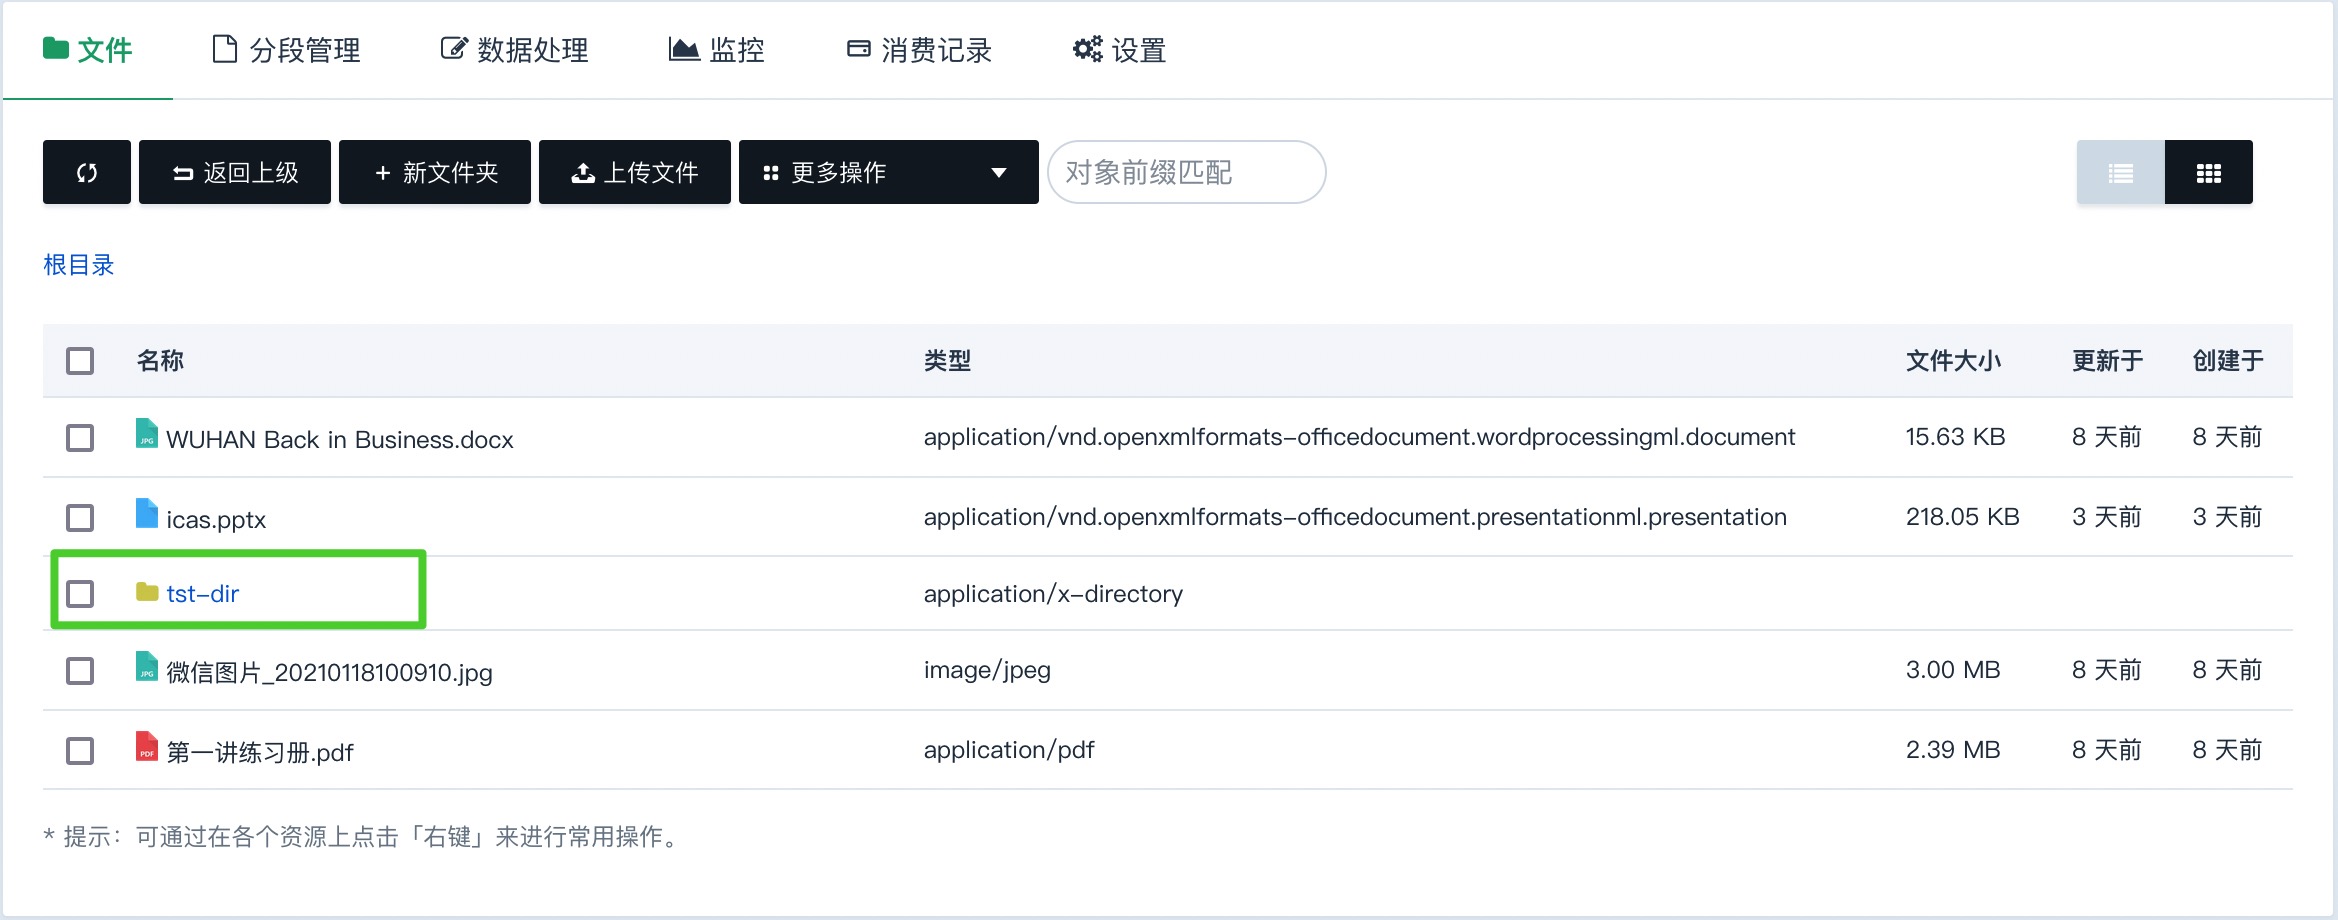 文件 分段管理 数据处理 监控 消费记录 设置
返回上级 + 新文件夹 上传文件 更多操作 对象前缀匹配
根目录
名称 类型 文件大小 更新于 创建于
JPG WUHAN Back in Business.docx application/vnd.openxmlformats-officedocument.wordprocessingml.document 15.63 KB 8 天前 8 天前
icas.pptx application/vnd.openxmlformats-officedocument.presentationml.presentation 218.05 KB 3 天前 3 天前
tst-dir application/x-directory
JPG 微信图片_20210118100910.jpg image/jpeg 3.00 MB 8 天前 8 天前
PDF 第一讲练习册.pdf application/pdf 2.39 MB 8 天前 8 天前
* 提示：可通过在各个资源上点击「右键」来进行常用操作。